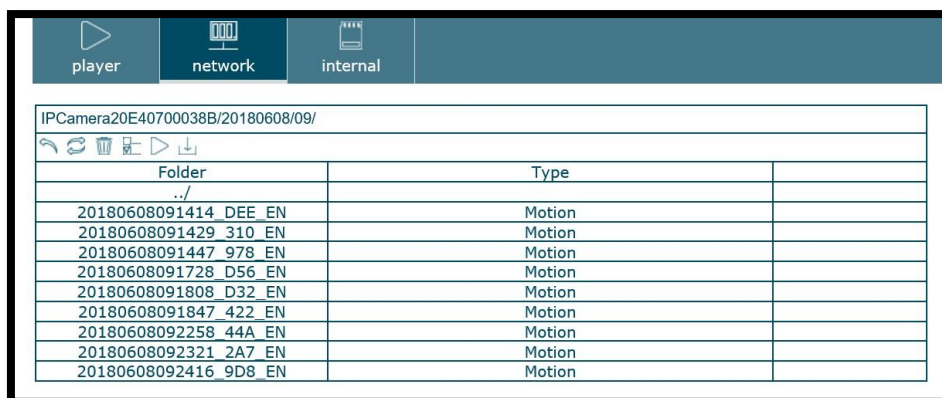 player network internal
IPCamera20E40700038B/20180608/09/
Folder Type
../
20180608091414_DEE_EN Motion
20180608091429_310_EN Motion
20180608091447_978_EN Motion
20180608091728_D56_EN Motion
20180608091808_D32_EN Motion
20180608091847_422_EN Motion
20180608092258_44A_EN Motion
20180608092321_2A7_EN Motion
20180608092416_9D8_EN Motion